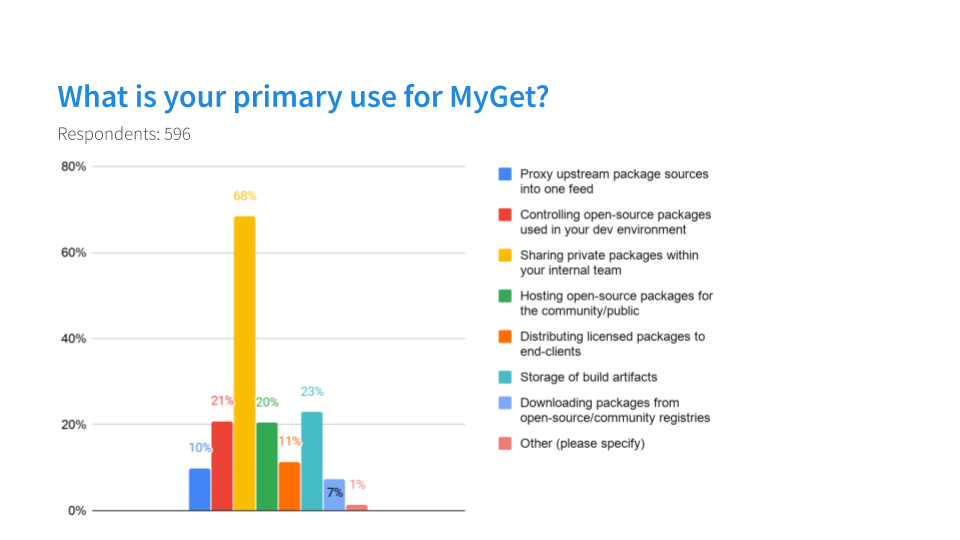 What is your primary use for MyGet?
Respondents: 596
80%
60%
40%
20%
0%
10%
21%
68%
20%
11%
23%
7%
1%
Proxy upstream package sources
into one feed
Controlling open-source packages
used in your dev environment
Sharing private packages within
your internal team
Hosting open-source packages for
the community/public
Distributing licensed packages to
end-clients
Storage of build artifacts
Downloading packages from
open-source/community registries
Other (please specify)